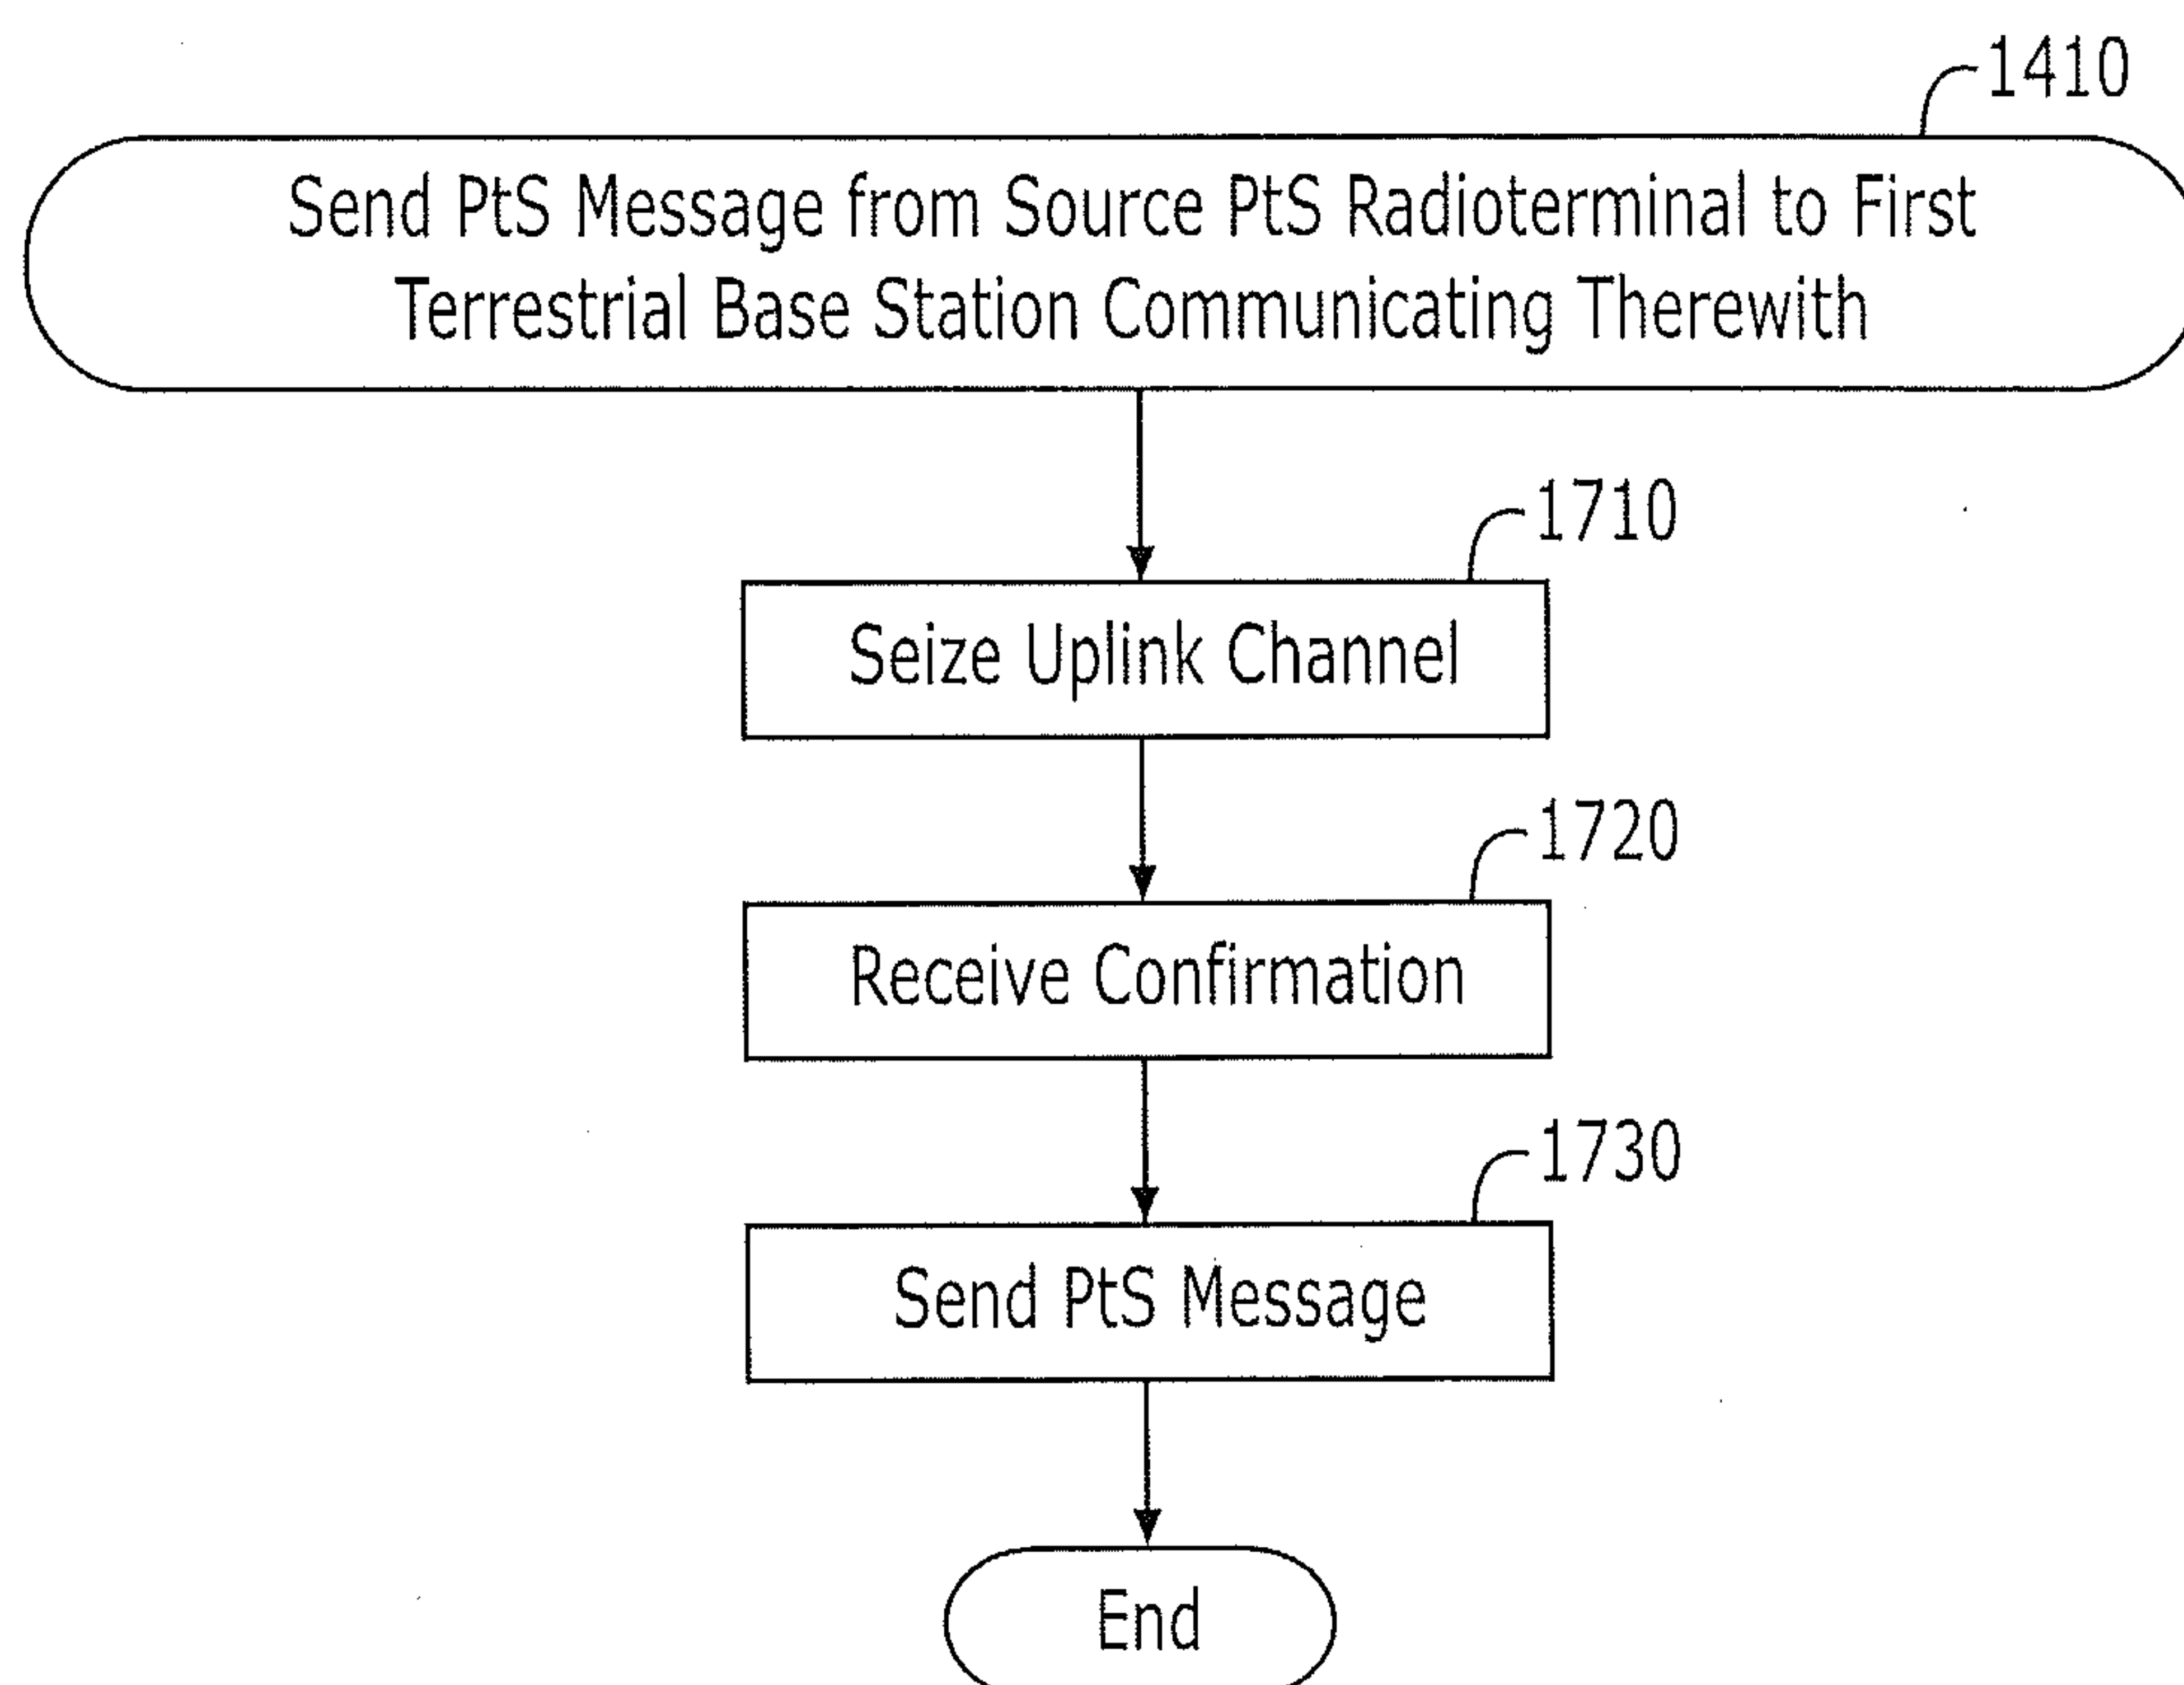 1410
Send PtS Message from Source PtS Radioterminal to First
Terrestrial Base Station Communicating Therewith
1710
Seize Uplink Channel
1720
Receive Confirmation
1730
Send PtS Message
End